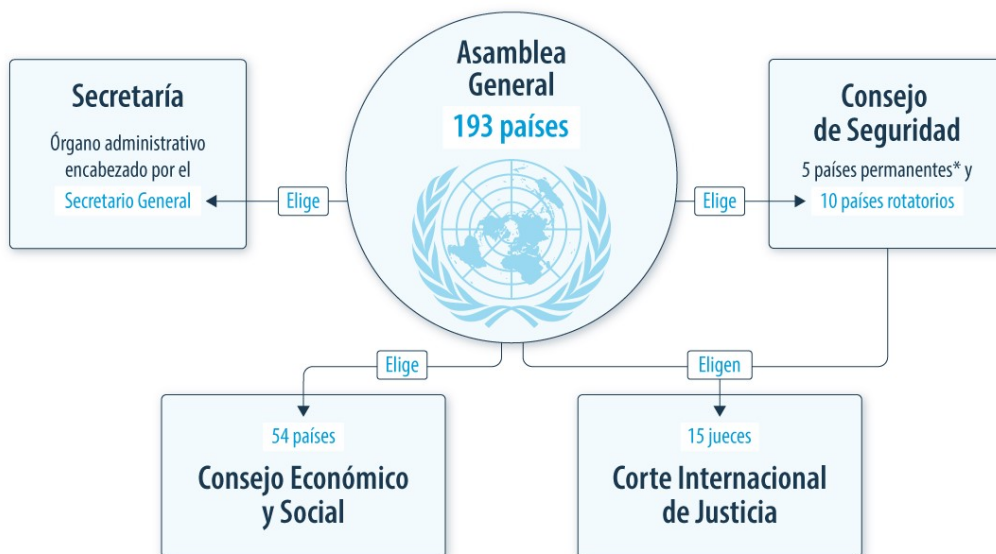 Asamblea
General
193 países
Secretaría
Órgano administrativo
encabezado por el
Secretario General
Elige
Elige
Consejo
de Seguridad
5 países permanentes* y
10 países rotatorios
Elige
Eligen
54 países
Consejo Económico
y Social
15 jueces
Corte Internacional
de Justicia